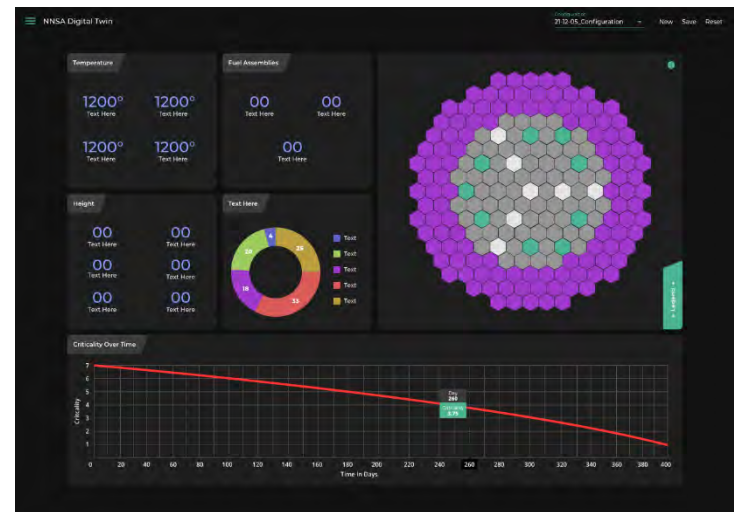 NNSA Digital Twin
Configuration
21-12-05_Configuration
New Save Reset
Temperature
1200° 1200°
Text Here Text Here
1200° 1200°
Text Here Text Here
Fuel Assemblies
00 00
Text Here Text Here
00
Text Here
Height
00 00
Text Here Text Here
00 00
Text Here Text Here
00 00
Text Here Text Here
Text Here
4
25
33
18
20
Text
Text
Text
Text
Text
Criticality Over Time
Criticality
7
6
5
4
3
2
1
Day
260
3.75
0 20 40 60 80 100 120 140 160 180 200 220 240 260 280 300 320 340 360 380 400
Time In Days